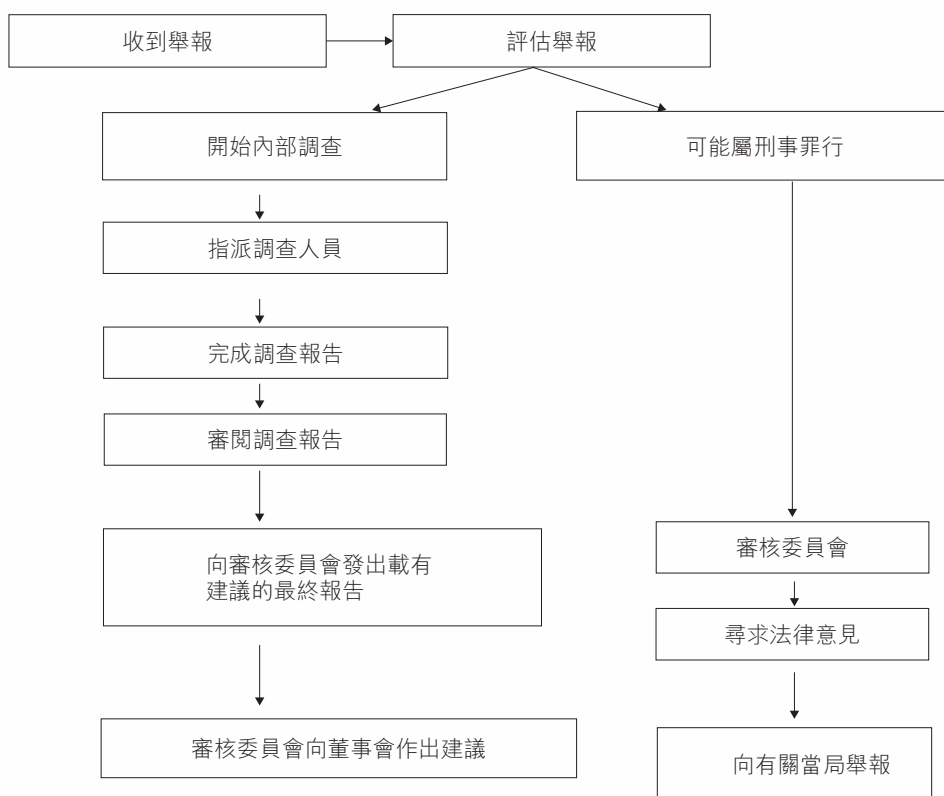 收到舉報
評估舉報
開始內部調查
可能屬刑事罪行
指派調查人員
完成調查報告
審閱調查報告
向審核委員會發出載有
建議的最終報告
審核委員會
尋求法律意見
審核委員會向董事會作出建議
向有關當局舉報